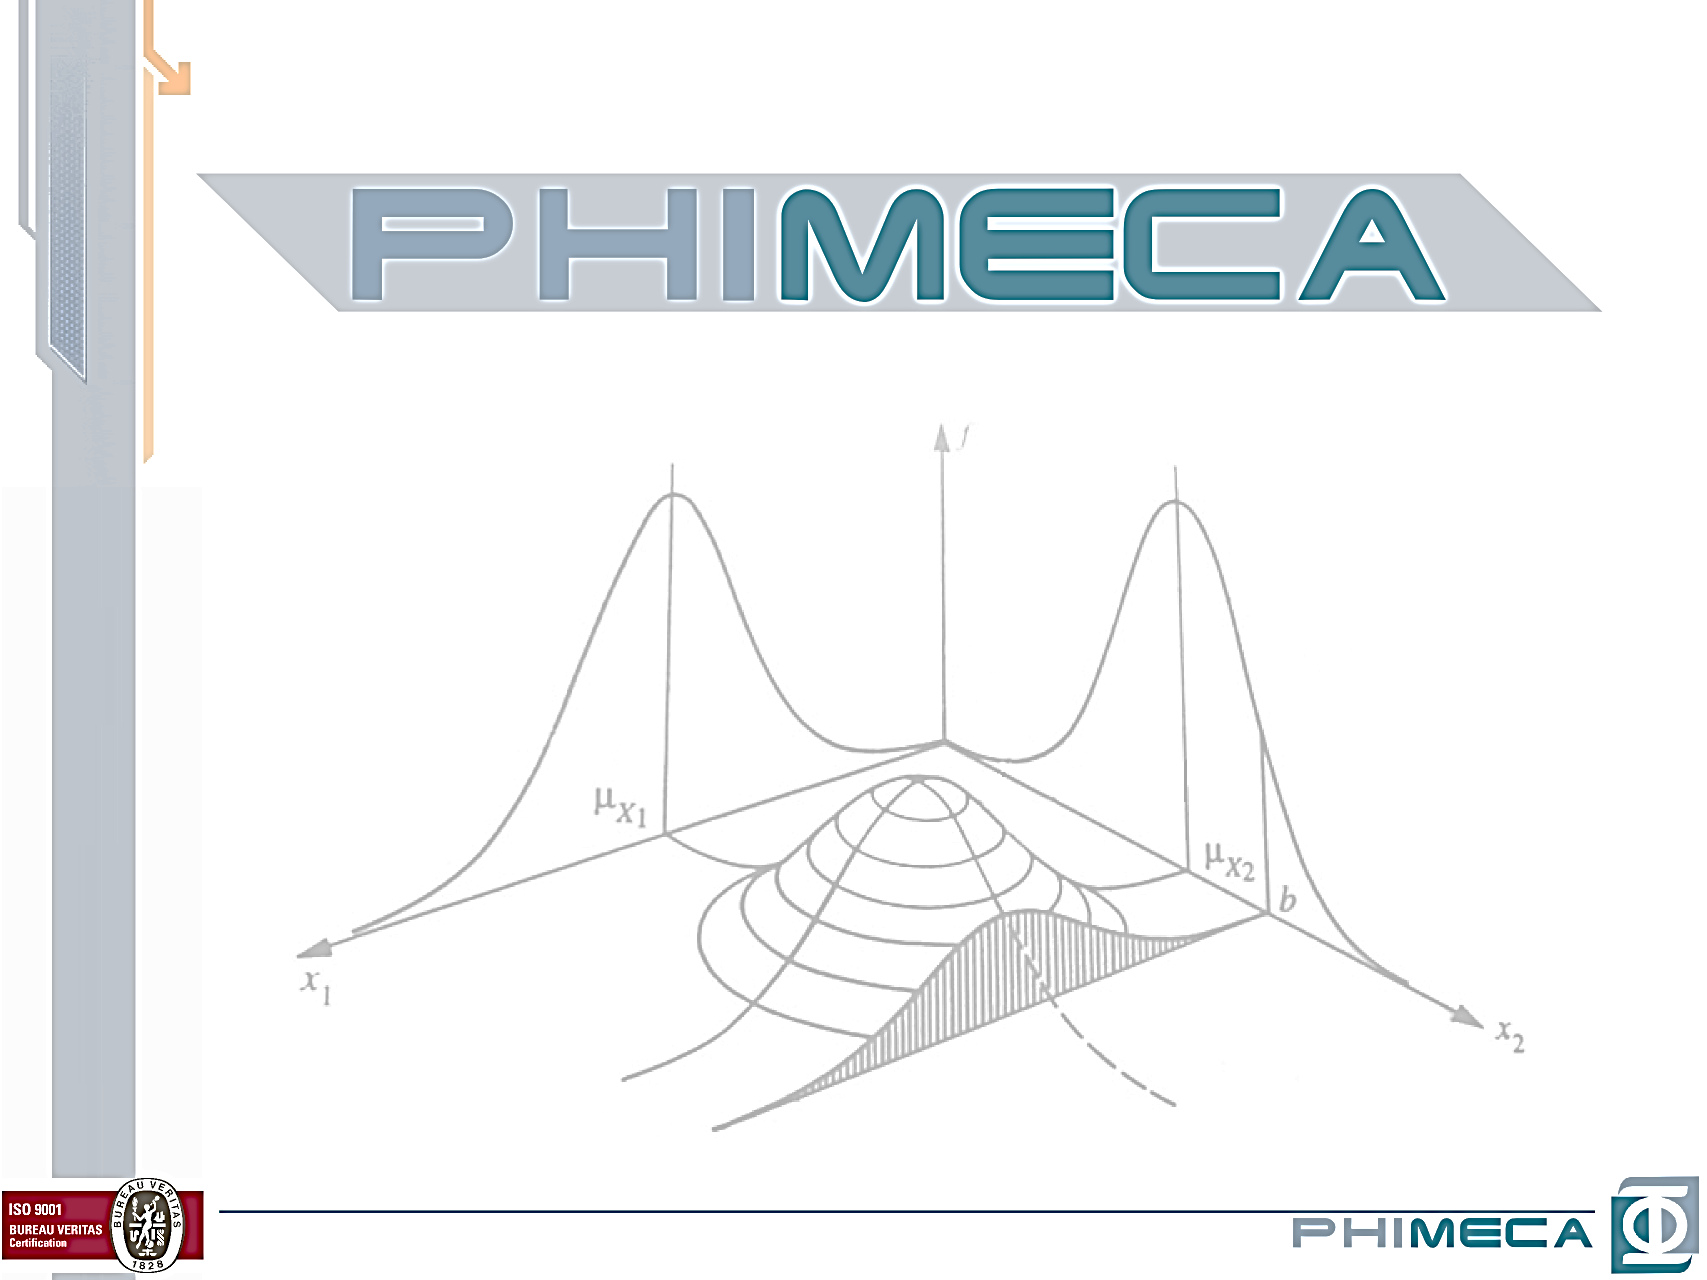 PHIMECA
f
μX1
μX2
b
x1
x2
ISO 9001
BUREAU VERITAS
Certification
BUREAU VERITAS
1828
PHIMECA